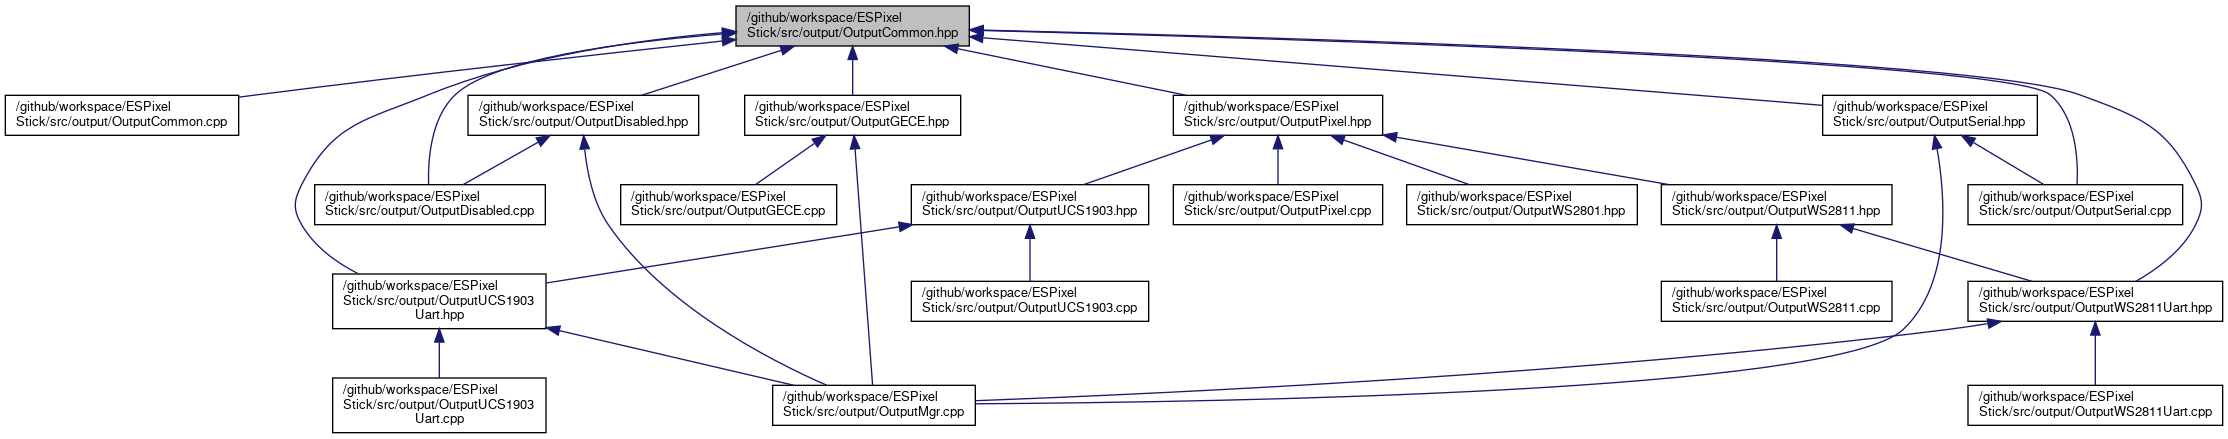 /github/workspace/ESPixel
Stick/src/output/OutputCommon.hpp
/github/workspace/ESPixel
Stick/src/output/OutputCommon.cpp
/github/workspace/ESPixel
Stick/src/output/OutputDisabled.hpp
/github/workspace/ESPixel
Stick/src/output/OutputGECE.hpp
/github/workspace/ESPixel
Stick/src/output/OutputPixel.hpp
/github/workspace/ESPixel
Stick/src/output/OutputSerial.hpp
/github/workspace/ESPixel
Stick/src/output/OutputDisabled.cpp
/github/workspace/ESPixel
Stick/src/output/OutputGECE.cpp
/github/workspace/ESPixel
Stick/src/output/OutputUCS1903.hpp
/github/workspace/ESPixel
Stick/src/output/OutputPixel.cpp
/github/workspace/ESPixel
Stick/src/output/OutputWS2801.hpp
/github/workspace/ESPixel
Stick/src/output/OutputWS2811.hpp
/github/workspace/ESPixel
Stick/src/output/OutputSerial.cpp
/github/workspace/ESPixel
Stick/src/output/OutputUCS1903
Uart.hpp
/github/workspace/ESPixel
Stick/src/output/OutputUCS1903.cpp
/github/workspace/ESPixel
Stick/src/output/OutputWS2811.cpp
/github/workspace/ESPixel
Stick/src/output/OutputWS2811Uart.hpp
/github/workspace/ESPixel
Stick/src/output/OutputUCS1903
Uart.cpp
/github/workspace/ESPixel
Stick/src/output/OutputMgr.cpp
/github/workspace/ESPixel
Stick/src/output/OutputWS2811Uart.cpp